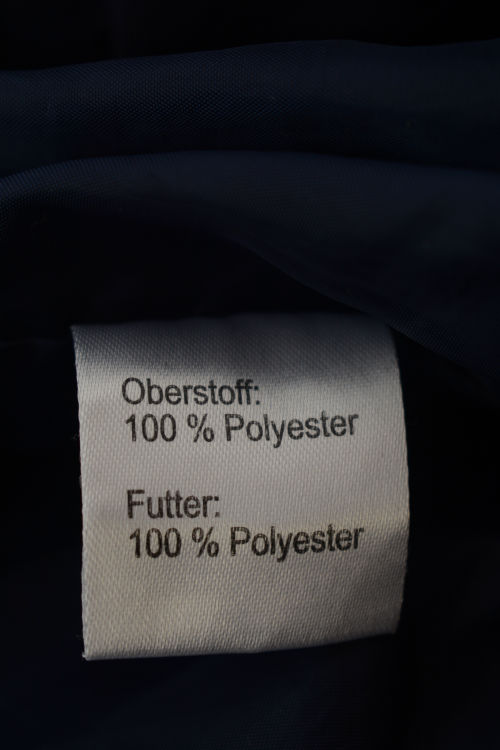 Oberstoff:
100 % Polyester
Futter:
100 % Polyester